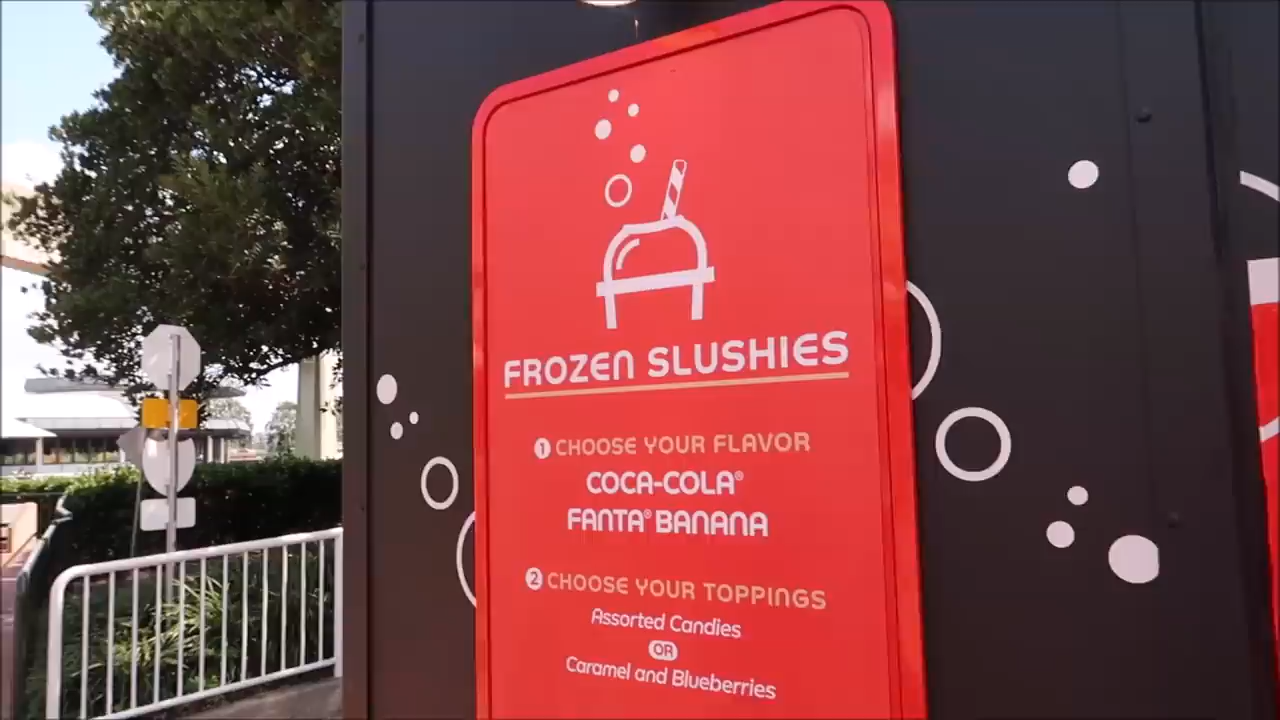 FROZEN SLUSHIES
1 CHOOSE YOUR FLAVOR
COCA-COLA®
FANTA® BANANA
2 CHOOSE YOUR TOPPINGS
Assorted Candies
OR
Caramel and Blueberries